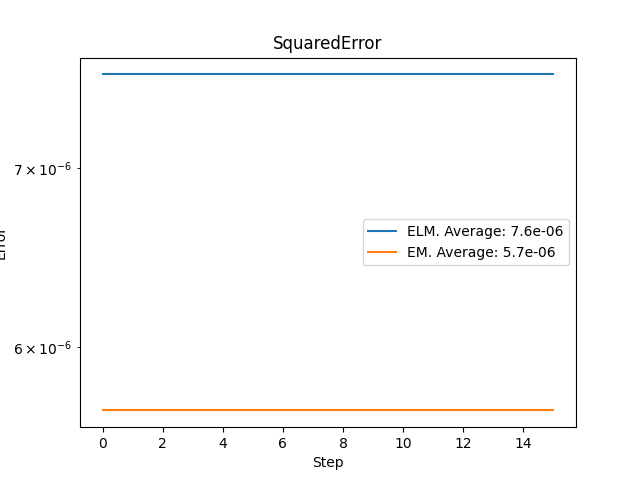 SquaredError
Error
7 × 10⁻⁶
6 × 10⁻⁶
ELM. Average: 7.6e-06
EM. Average: 5.7e-06
0 2 4 6 8 10 12 14
Step